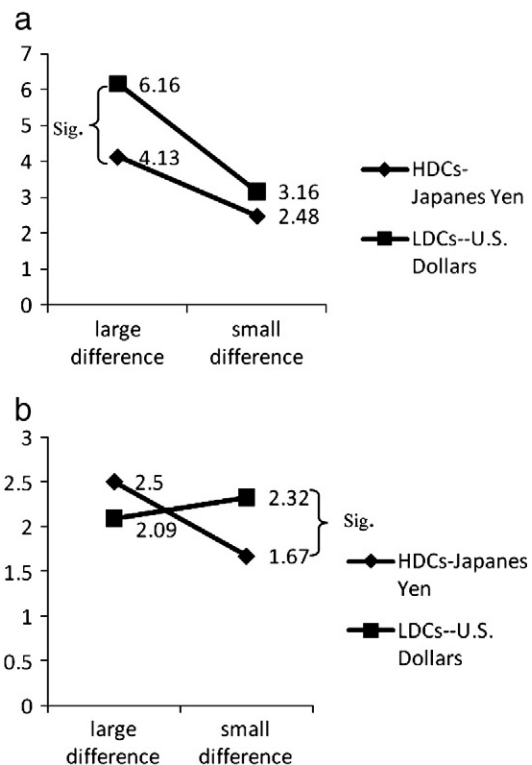 a
7
6
5
4
3
2
1
0
Sig.
6.16
4.13
3.16
2.48
large
difference
small
difference
HDCs-
Japanes Yen
LDCs--U.S.
Dollars
b
3
2.5
2
1.5
1
0.5
0
2.5
2.09
2.32
1.67
Sig.
large
difference
small
difference
HDCs-Japanes
Yen
LDCs--U.S.
Dollars